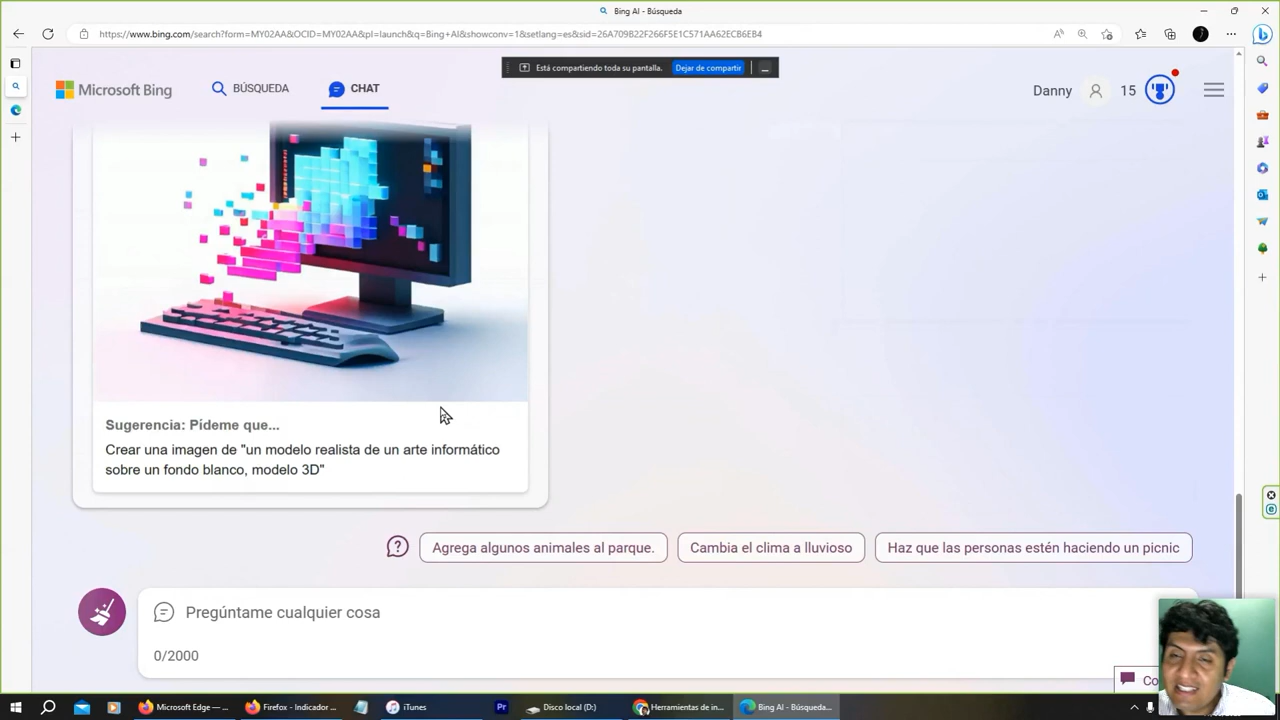 Bing AI - Búsqueda
https://www.bing.com/search?form=MY02AA&OCID=MY02AA&pl=launch&q=Bing+AI&showconv=1&setlang=es&sid=26A709B22F266F5E1C571AA62ECB6EB4
Está compartiendo toda su pantalla.
Dejar de compartir
Microsoft Bing
BÚSQUEDA
CHAT
Danny
15
Sugerencia: Pídeme que...
Crear una imagen de "un modelo realista de un arte informático
sobre un fondo blanco, modelo 3D"
Agrega algunos animales al parque.
Cambia el clima a lluvioso
Haz que las personas estén haciendo un picnic
Pregúntame cualquier cosa
0/2000
Co
Microsoft Edge — ...
Firefox - Indicador ...
iTunes
Pr
Disco local (D:)
Herramientas de in...
Bing AI - Búsqueda...